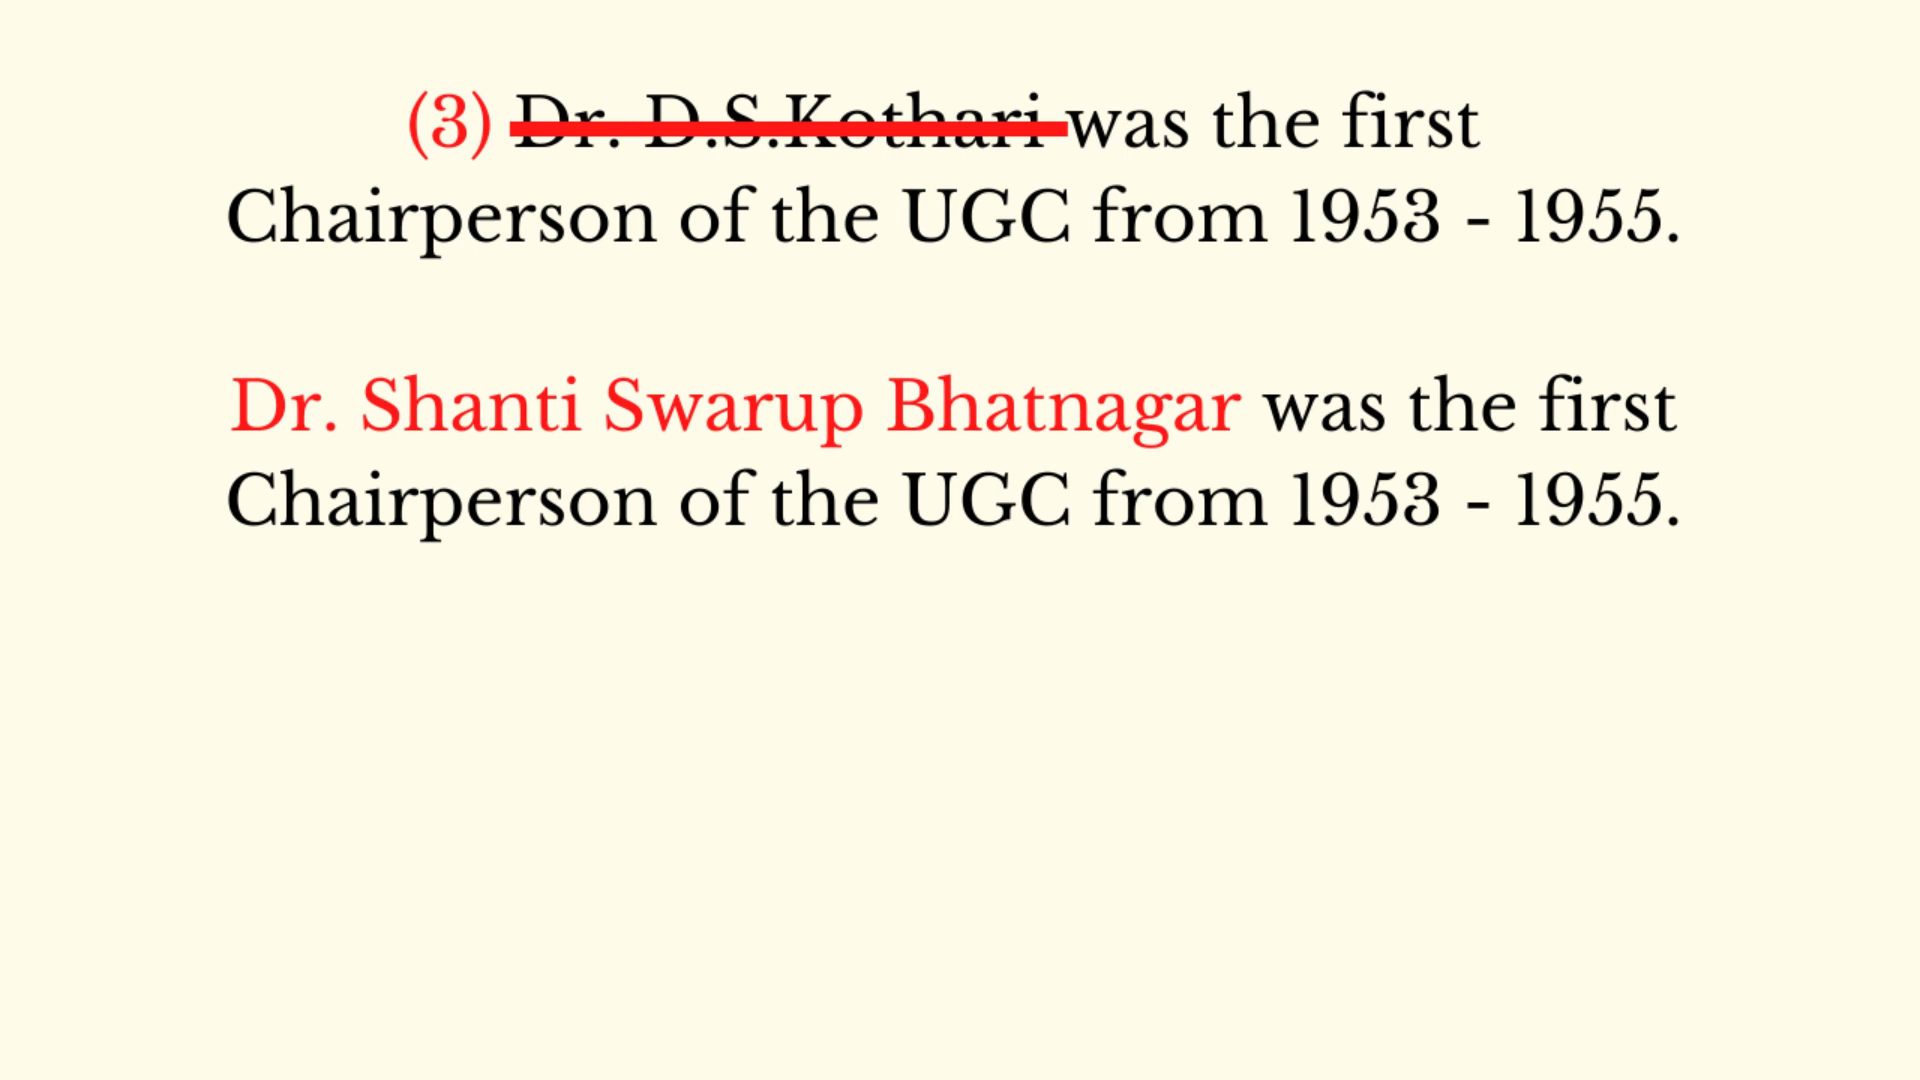 (3) Dr. D.S.Kothari was the first
Chairperson of the UGC from 1953 - 1955.
Dr. Shanti Swarup Bhatnagar was the first
Chairperson of the UGC from 1953 - 1955.